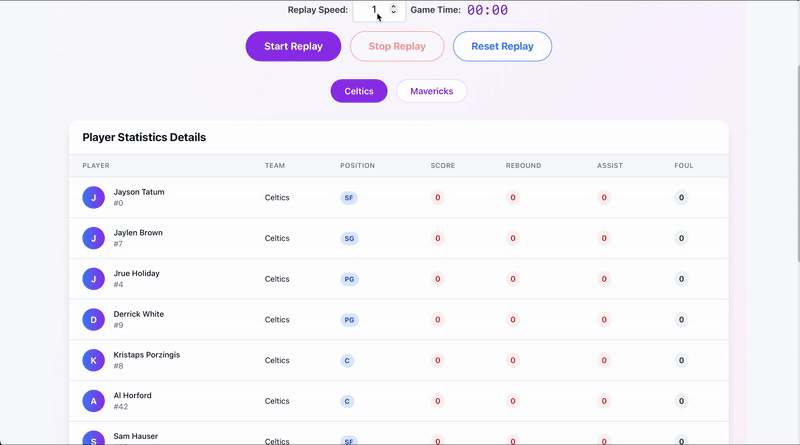 Replay Speed: 1 Game Time: 00:00
Start Replay Stop Replay Reset Replay
Celtics Mavericks
Player Statistics Details
PLAYER TEAM POSITION SCORE REBOUND ASSIST FOUL
J Jayson Tatum #0 Celtics SF 0 0 0 0
J Jaylen Brown #7 Celtics SG 0 0 0 0
J Jrue Holiday #4 Celtics PG 0 0 0 0
D Derrick White #9 Celtics PG 0 0 0 0
K Kristaps Porzingis #8 Celtics C 0 0 0 0
A Al Horford #42 Celtics C 0 0 0 0
S Sam Hauser Celtics SF 0 0 0 0